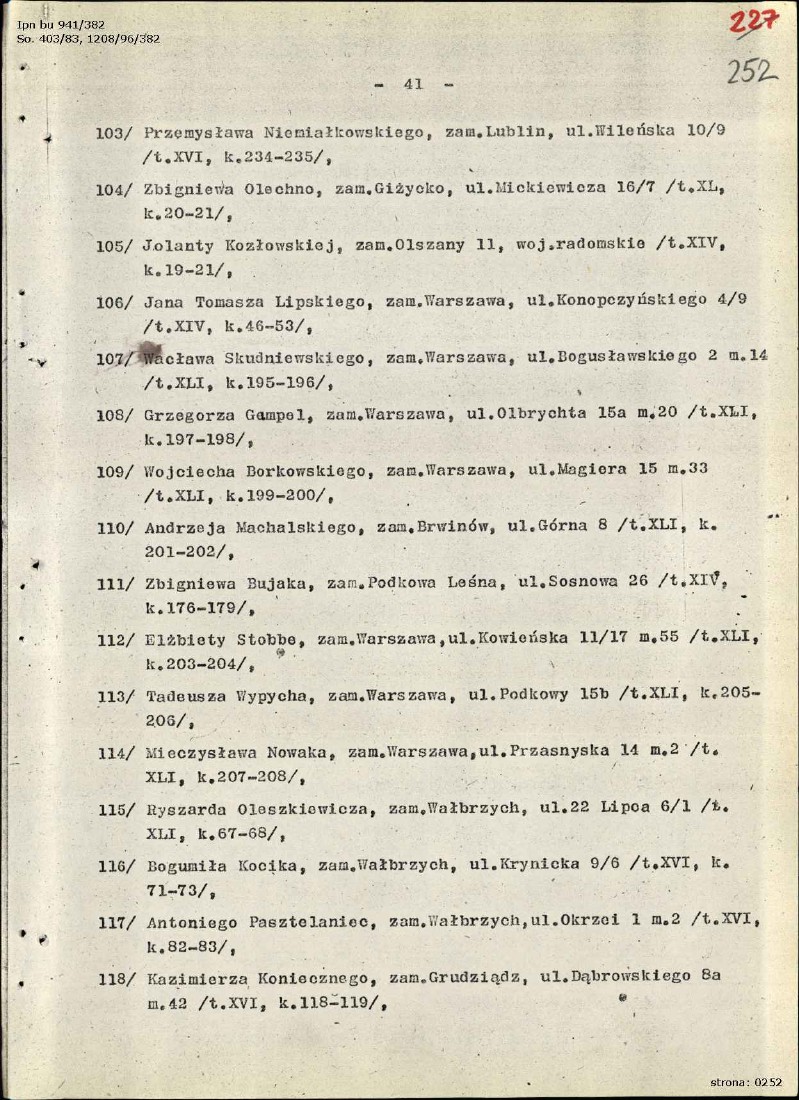 Ipn bu 941/382
So. 403/83, 1208/96/382
227
252
- 41 -
103/ Przemysława Niemiałkowskiego, zam.Lublin, ul.Wileńska 10/9
/t.XVI, k.234-235/,
104/ Zbigniewa Olechno, zam.Giżycko, ul.Mickiewicza 16/7 /t.XL,
k.20-21/,
105/ Jolanty Kozłowskiej, zam.Olszany 11, woj.radomskie /t.XIV,
k.19-21/,
106/ Jana Tomasza Lipskiego, zam.Warszawa, ul.Konopczyńskiego 4/9
/t.XIV, k.46-53/,
107/ Wacława Skudniewskiego, zam.Warszawa, ul.Bogusławskiego 2 m.14
/t.XLI, k.195-196/,
108/ Grzegorza Gampel, zam.Warszawa, ul.Olbrychta 15a m.20 /t.XLI,
k.197-198/,
109/ Wojciecha Borkowskiego, zam.Warszawa, ul.Magiera 15 m.33
/t.XLI, k.199-200/,
110/ Andrzeja Machalskiego, zam.Brwinów, ul.Górna 8 /t.XLI, k.
201-202/,
111/ Zbigniewa Bujaka, zam.Podkowa Leśna, ul.Sosnowa 26 /t.XIV,
k.176-179/,
112/ Elżbiety Stobbe, zam.Warszawa,ul.Kowieńska 11/17 m.55 /t.XLI,
k.203-204/,
113/ Tadeusza Wypycha, zam.Warszawa, ul.Podkowy 15b /t.XLI, k.205-
206/,
114/ Mieczysława Nowaka, zam.Warszawa,ul.Przasnyska 14 m.2 /t.
XLI, k.207-208/,
115/ Ryszarda Oleszkiewicza, zam.Wałbrzych, ul.22 Lipca 6/1 /t.
XLI, k.67-68/,
116/ Bogumiła Kocika, zam.Wałbrzych, ul.Krynicka 9/6 /t.XVI, k.
71-73/,
117/ Antoniego Pasztelaniec, zam.Wałbrzych,ul.Okrzei 1 m.2 /t.XVI,
k.82-83/,
118/ Kazimierza Koniecznego, zam.Grudziądz, ul.Dąbrowskiego 8a
m.42 /t.XVI, k.118-119/,
strona: 0252